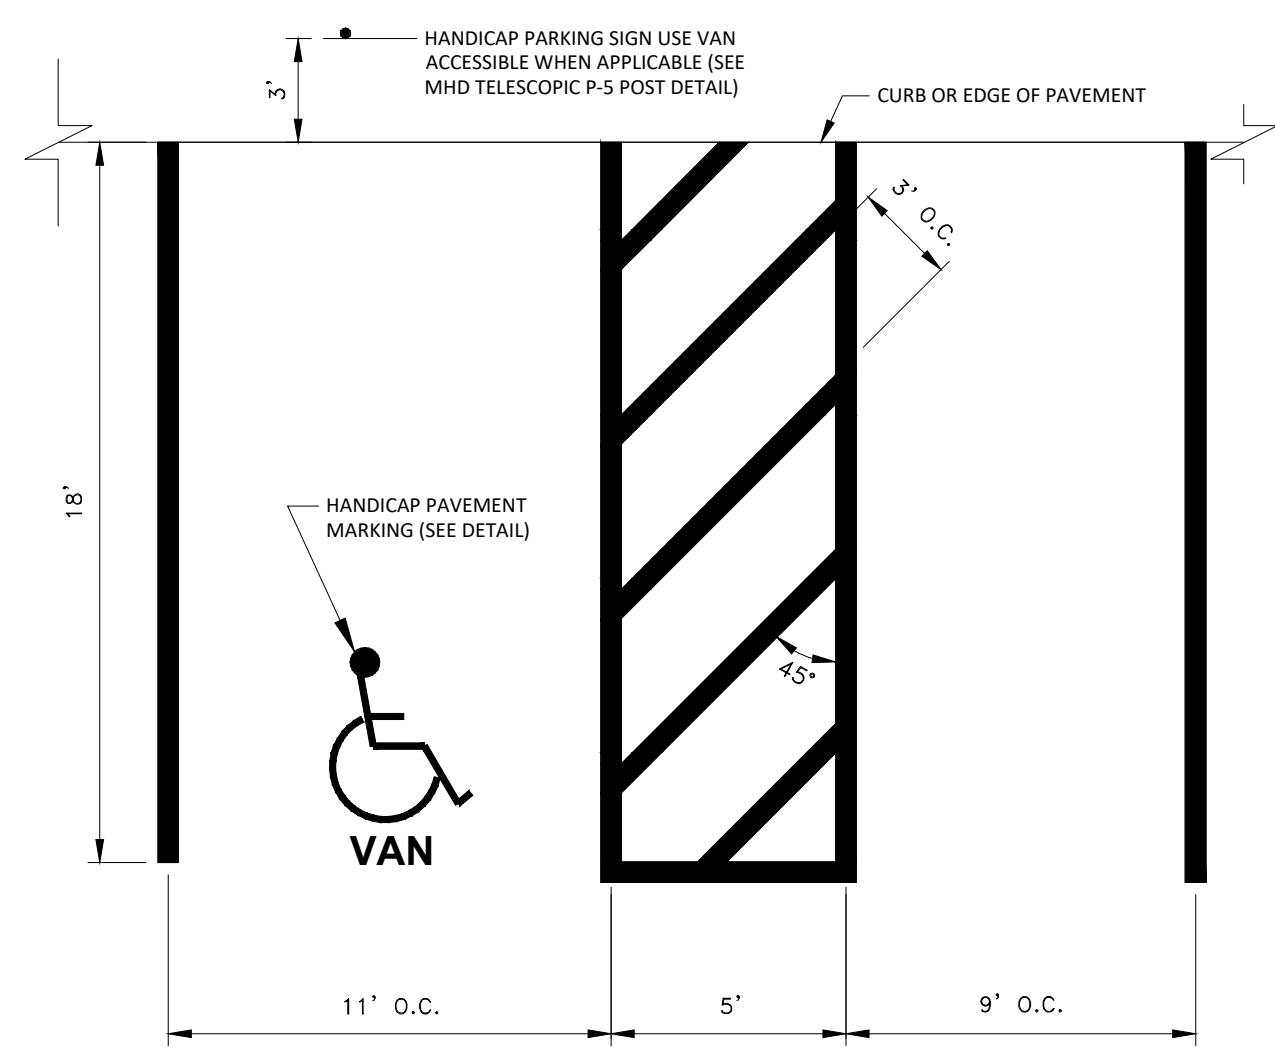 HANDICAP PARKING SIGN USE VAN
ACCESSIBLE WHEN APPLICABLE (SEE
MHD TELESCOPIC P-5 POST DETAIL)
3'
CURB OR EDGE OF PAVEMENT
3' O.C.
18'
HANDICAP PAVEMENT
MARKING (SEE DETAIL)
45°
VAN
11' O.C.
5'
9' O.C.